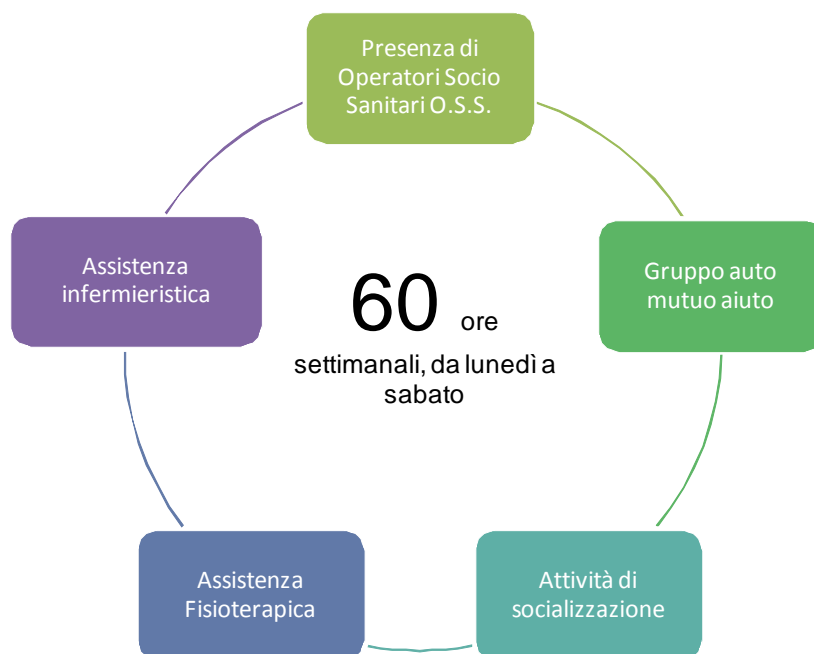 Presenza di
Operatori Socio
Sanitari O.S.S.
Assistenza
infermieristica
Gruppo auto
mutuo aiuto
60 ore
settimanali, da lunedì a
sabato
Assistenza
Fisioterapica
Attività di
socializzazione